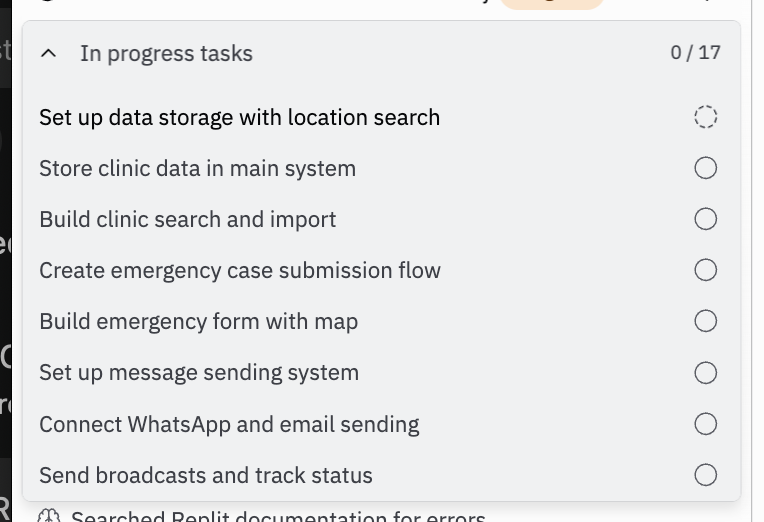 In progress tasks
0 / 17
Set up data storage with location search
Store clinic data in main system
Build clinic search and import
Create emergency case submission flow
Build emergency form with map
Set up message sending system
Connect WhatsApp and email sending
Send broadcasts and track status
Searched Replit documentation for errors